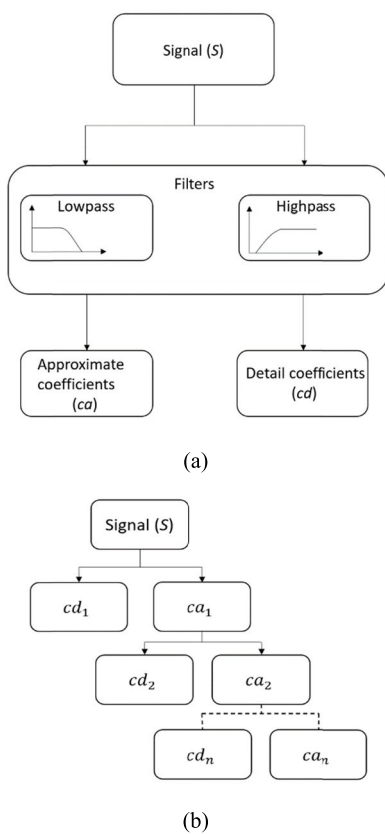 Signal (S)
Filters
Lowpass
Highpass
Approximate
coefficients
(ca)
Detail coefficients
(cd)
(a)
Signal (S)
cd₁
ca₁
cd₂
ca₂
cdₙ
caₙ
(b)